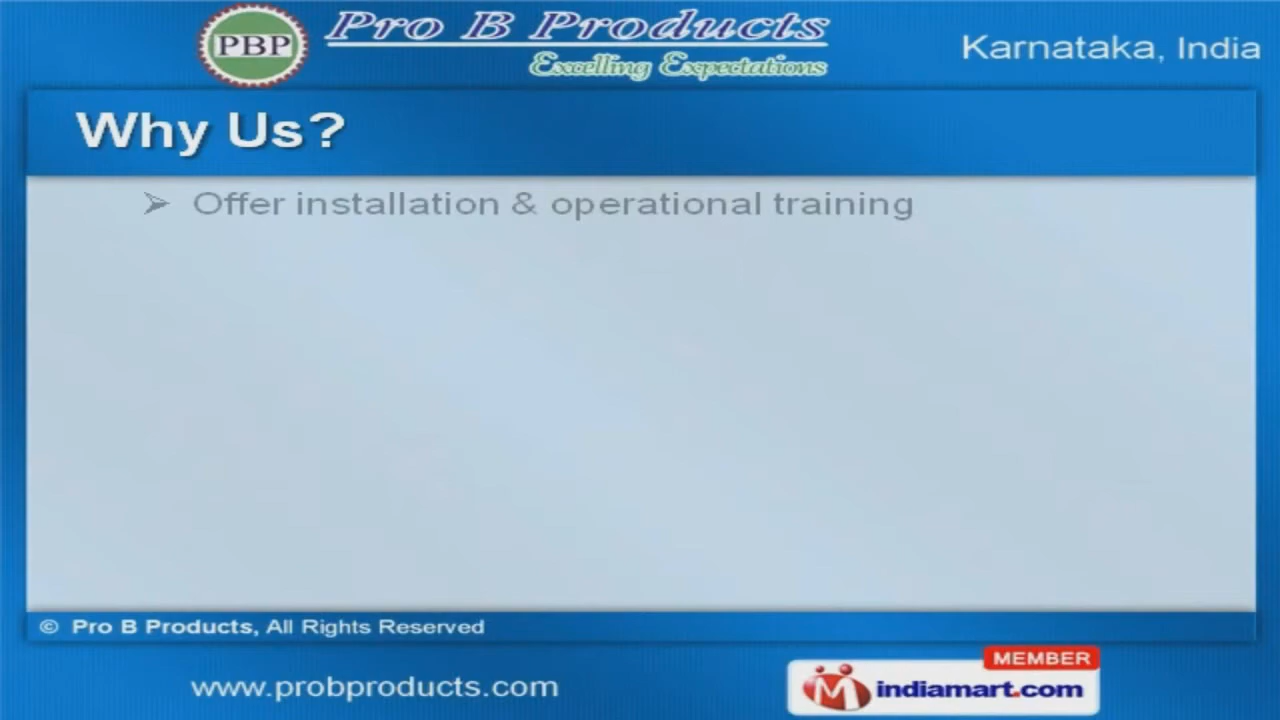 PBP
Pro B Products
Excelling Expectations
Karnataka, India
Why Us?
➢ Offer installation & operational training
© Pro B Products, All Rights Reserved
www.probproducts.com
MEMBER
indiamart.com